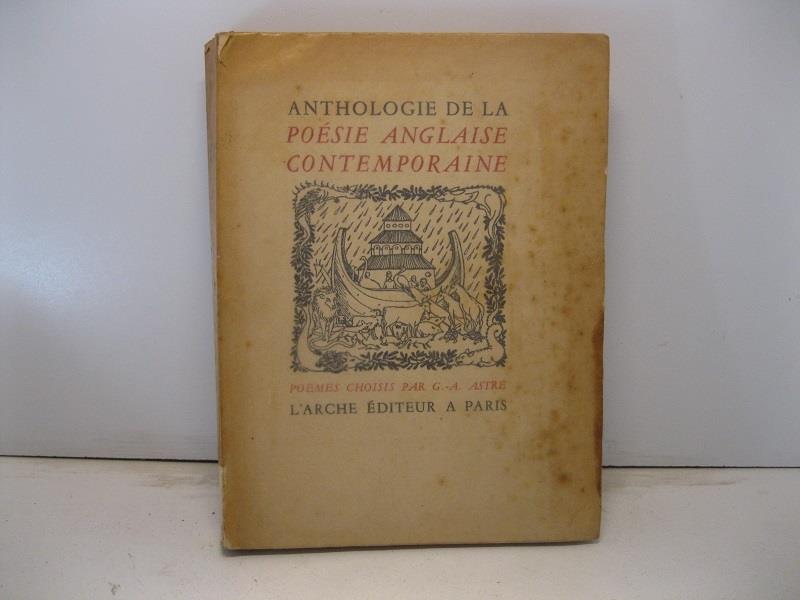 ANTHOLOGIE DE LA
POÉSIE ANGLAISE
CONTEMPORAINE
POÈMES CHOISIS PAR G.-A. ASTRE
L'ARCHE ÉDITEUR A PARIS